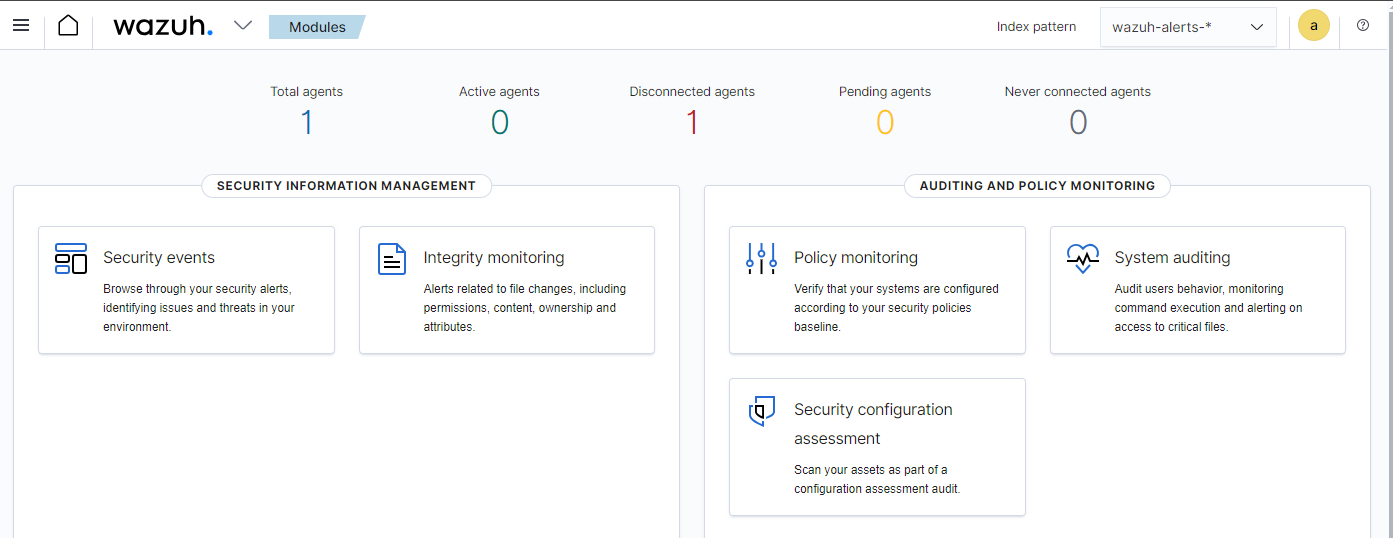 wazuh.
Modules
Index pattern
wazuh-alerts-*
a
Total agents
1
Active agents
0
Disconnected agents
1
Pending agents
0
Never connected agents
0
SECURITY INFORMATION MANAGEMENT
Security events
Browse through your security alerts,
identifying issues and threats in your
environment.
Integrity monitoring
Alerts related to file changes, including
permissions, content, ownership and
attributes.
AUDITING AND POLICY MONITORING
Policy monitoring
Verify that your systems are configured
according to your security policies
baseline.
System auditing
Audit users behavior, monitoring
command execution and alerting on
access to critical files.
Security configuration
assessment
Scan your assets as part of a
configuration assessment audit.